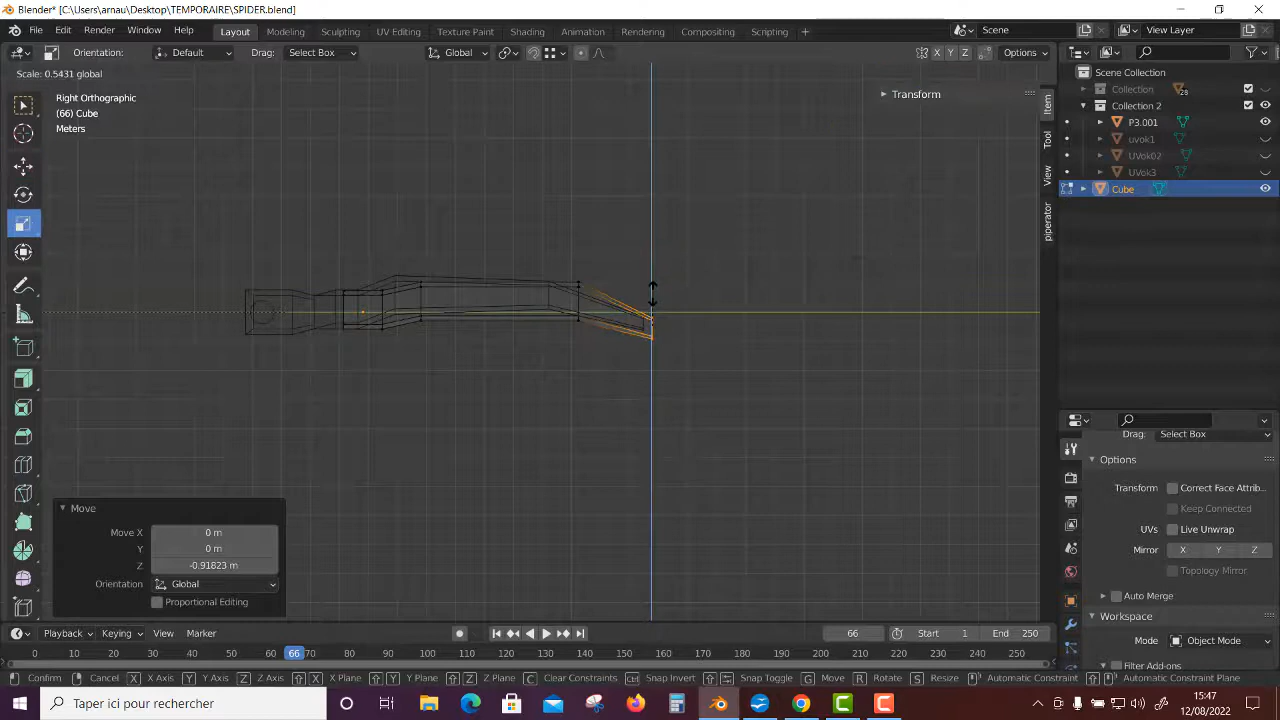 Blender* [C:\Users\arnau\Desktop\TEMPORAIRE\SPIDER.blend]
File Edit Render Window Help Layout Modeling Sculpting UV Editing Texture Paint Shading Animation Rendering Compositing Scripting + Scene View Layer
Orientation: Default Drag: Select Box Global X Y Z Options
Scale: 0.5431 global
Right Orthographic
(66) Cube
Meters
Transform
Item
Tool
View
piperator
Scene Collection
Collection 28
Collection 2
P3.001
uvok1
UVok02
UVok3
Cube
Drag: Select Box
Options
Transform Correct Face Attrib...
Keep Connected
UVs Live Unwrap
Mirror X Y Z
Topology Mirror
Auto Merge
Workspace
Mode Object Mode
Filter Add-ons
Move
Move X 0 m
Y 0 m
Z -0.91823 m
Orientation Global
Proportional Editing
Playback Keying View Marker 66 Start 1 End 250
0 50 60 66 70 80 90 100 110 120 130 140 150 160 170 180 190 200 210 220 230 240 250
Confirm Cancel X X Axis Y Y Axis Z Z Axis X X Plane Y Y Plane Z Z Plane C Clear Constraints Ctrl Snap Invert Snap Toggle G Move R Rotate S Resize Automatic Constraint Automatic Constraint Plane
Taper ici pour rechercher
15:47
12/08/2022